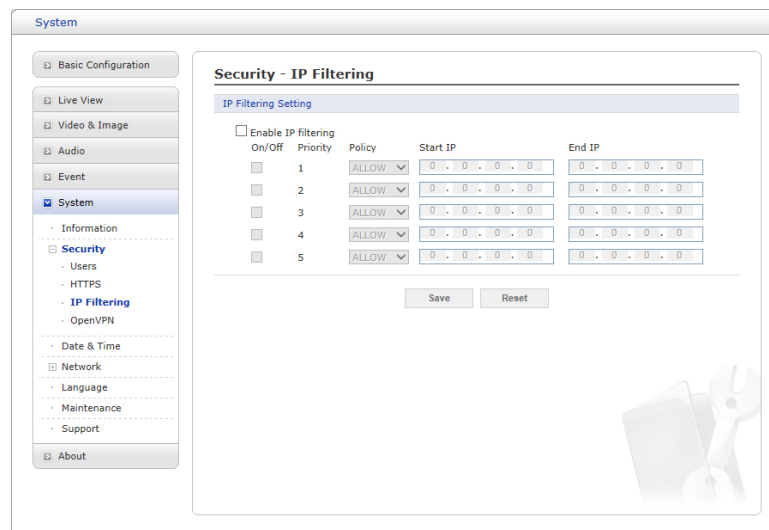 System
Basic Configuration
Live View
Video & Image
Audio
Event
System
Information
Security
Users
HTTPS
IP Filtering
OpenVPN
Date & Time
Network
Language
Maintenance
Support
About
Security - IP Filtering
IP Filtering Setting
Enable IP filtering
On/Off Priority Policy Start IP End IP
1 ALLOW 0 . 0 . 0 . 0 0 . 0 . 0 . 0
2 ALLOW 0 . 0 . 0 . 0 0 . 0 . 0 . 0
3 ALLOW 0 . 0 . 0 . 0 0 . 0 . 0 . 0
4 ALLOW 0 . 0 . 0 . 0 0 . 0 . 0 . 0
5 ALLOW 0 . 0 . 0 . 0 0 . 0 . 0 . 0
Save Reset